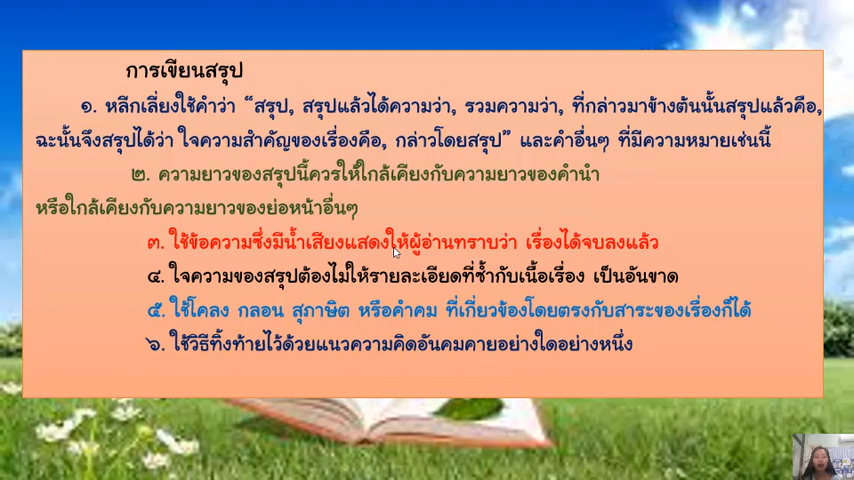 การเขียนสรุป
๑. หลีกเลี่ยงใช้คำว่า “สรุป, สรุปแล้วได้ความว่า, รวมความว่า, ที่กล่าวมาข้างต้นนั้นสรุปแล้วคือ,
ฉะนั้นจึงสรุปได้ว่า ใจความสำคัญของเรื่องคือ, กล่าวโดยสรุป” และคำอื่นๆ ที่มีความหมายเช่นนี้
๒. ความยาวของสรุปนี้ควรให้ใกล้เคียงกับความยาวของคำนำ
หรือใกล้เคียงกับความยาวของย่อหน้าอื่นๆ
๓. ใช้ข้อความซึ่งมีน้ำเสียงแสดงให้ผู้อ่านทราบว่า เรื่องได้จบลงแล้ว
๔. ใจความของสรุปต้องไม่ให้รายละเอียดที่ซ้ำกับเนื้อเรื่อง เป็นอันขาด
๕. ใช้โคลง กลอน สุภาษิต หรือคำคม ที่เกี่ยวข้องโดยตรงกับสาระของเรื่องก็ได้
๖. ใช้วิธีทิ้งท้ายไว้ด้วยแนวความคิดอันคมคายอย่างใดอย่างหนึ่ง